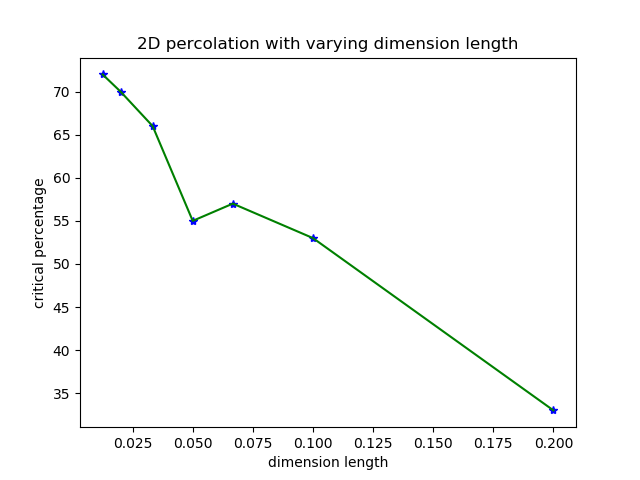 2D percolation with varying dimension length
critical percentage
70
65
60
55
50
45
40
35
0.025 0.050 0.075 0.100 0.125 0.150 0.175 0.200
dimension length